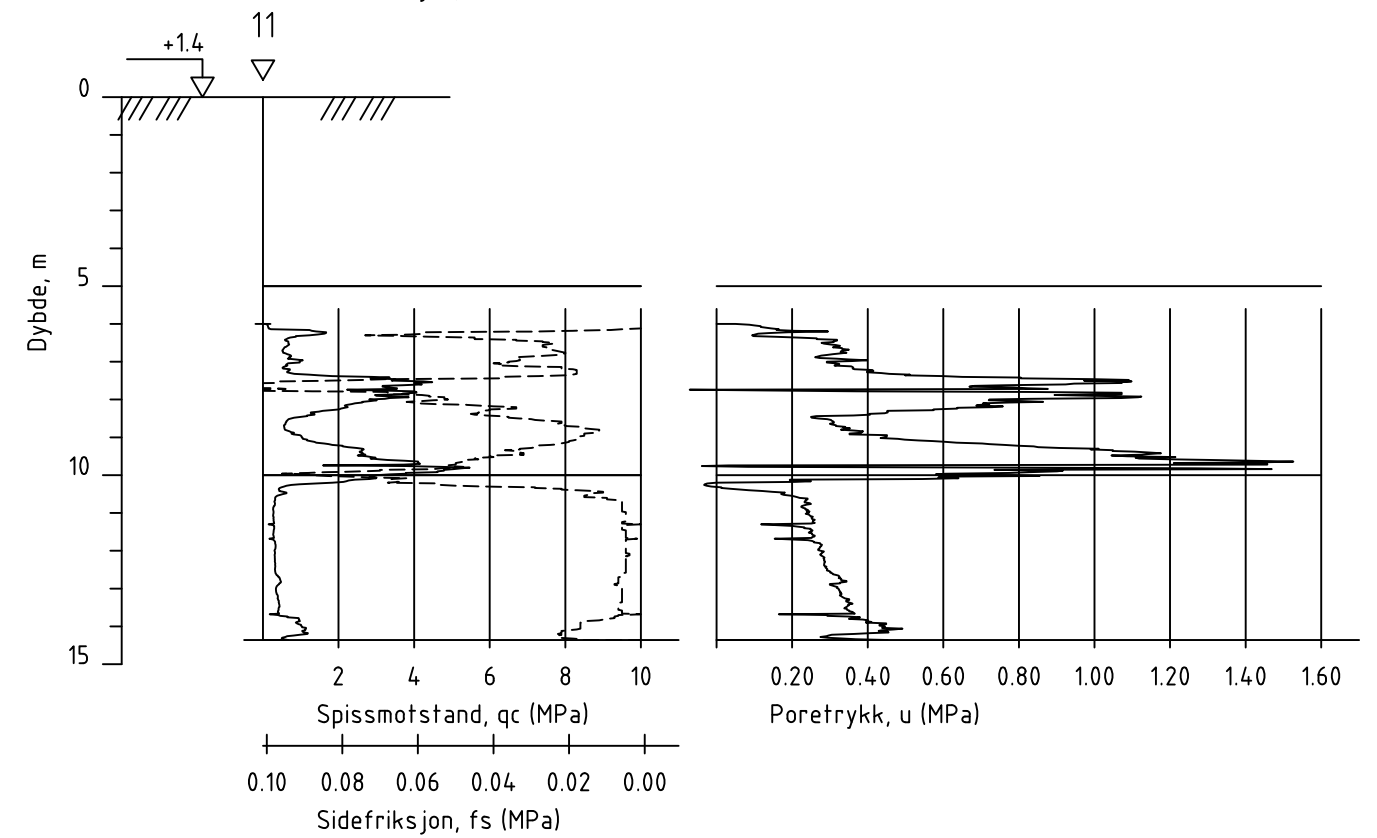 11
+1.4
0
5
Dybde, m
10
15
2 4 6 8 10
0.20 0.40 0.60 0.80 1.00 1.20 1.40 1.60
Spissmotstand, qc (MPa)
Poretrykk, u (MPa)
0.10 0.08 0.06 0.04 0.02 0.00
Sidefriksjon, fs (MPa)